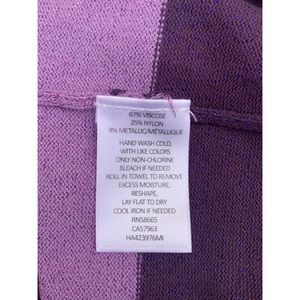 67% VISCOSE
25% NYLON
8% METALLIC/MÉTALLIQUE
HAND WASH COLD,
WITH LIKE COLORS
ONLY NON-CHLORINE
BLEACH IF NEEDED
ROLL IN TOWEL TO REMOVE
EXCESS MOISTURE,
RESHAPE,
LAY FLAT TO DRY
COOL IRON IF NEEDED
RN58665
CA57963
HA423976MI